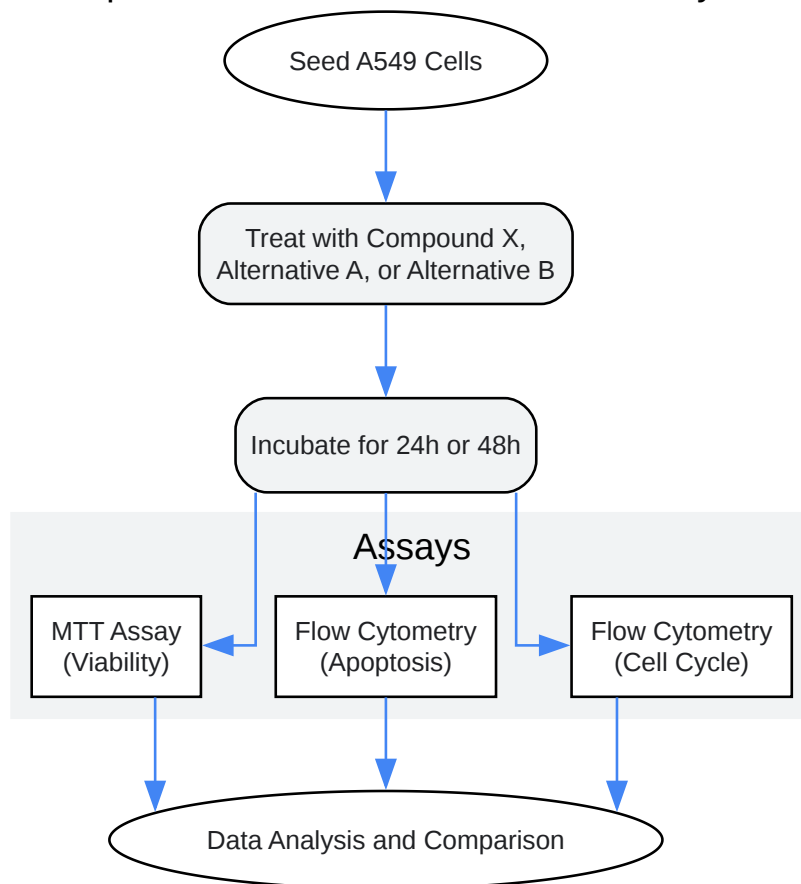 Seed A549 Cells
Treat with Compound X,
Alternative A, or Alternative B
Incubate for 24h or 48h
Assays
MTT Assay
(Viability)
Flow Cytometry
(Apoptosis)
Flow Cytometry
(Cell Cycle)
Data Analysis and Comparison